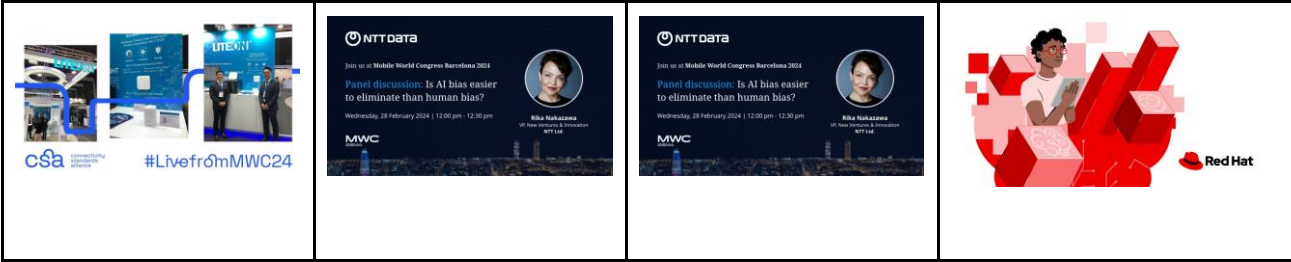 LITEON
csa connectivity standards alliance
#LivefromMWC24
NTT DATA
Join us at Mobile World Congress Barcelona 2024
Panel discussion: Is AI bias easier
to eliminate than human bias?
Wednesday, 28 February 2024 | 12:00 pm - 12:30 pm
Rika Nakazawa
VP, New Ventures & Innovation
NTT Ltd.
MWC
GSMA
NTT DATA
Join us at Mobile World Congress Barcelona 2024
Panel discussion: Is AI bias easier
to eliminate than human bias?
Wednesday, 28 February 2024 | 12:00 pm - 12:30 pm
Rika Nakazawa
VP, New Ventures & Innovation
NTT Ltd.
MWC
GSMA
Red Hat